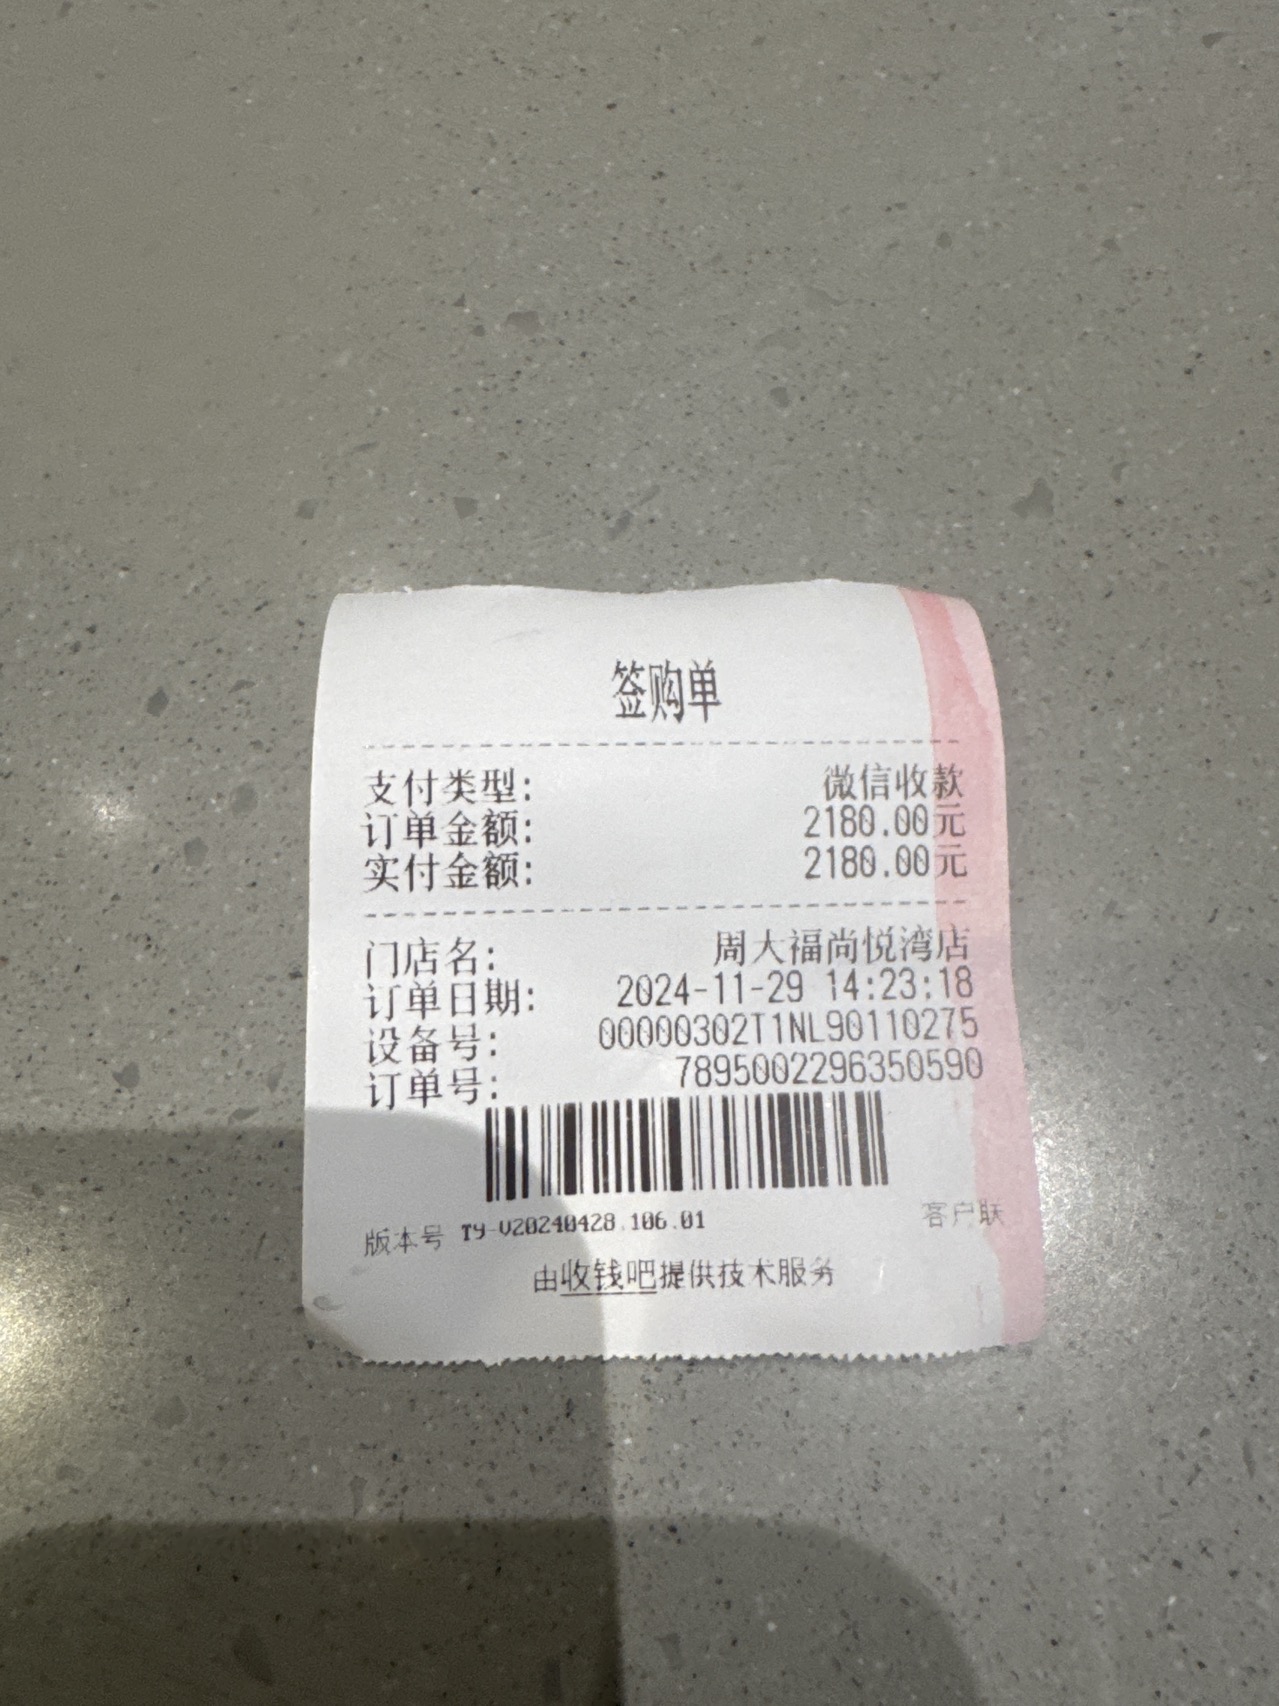 签购单
支付类型: 微信收款
订单金额: 2180.00元
实付金额: 2180.00元
门店名: 周大福尚悦湾店
订单日期: 2024-11-29 14:23:18
设备号: 00000302T1NL90110275
订单号: 7895002296350590
版本号 T9-V20240428.106.01 客户联
由收钱吧提供技术服务